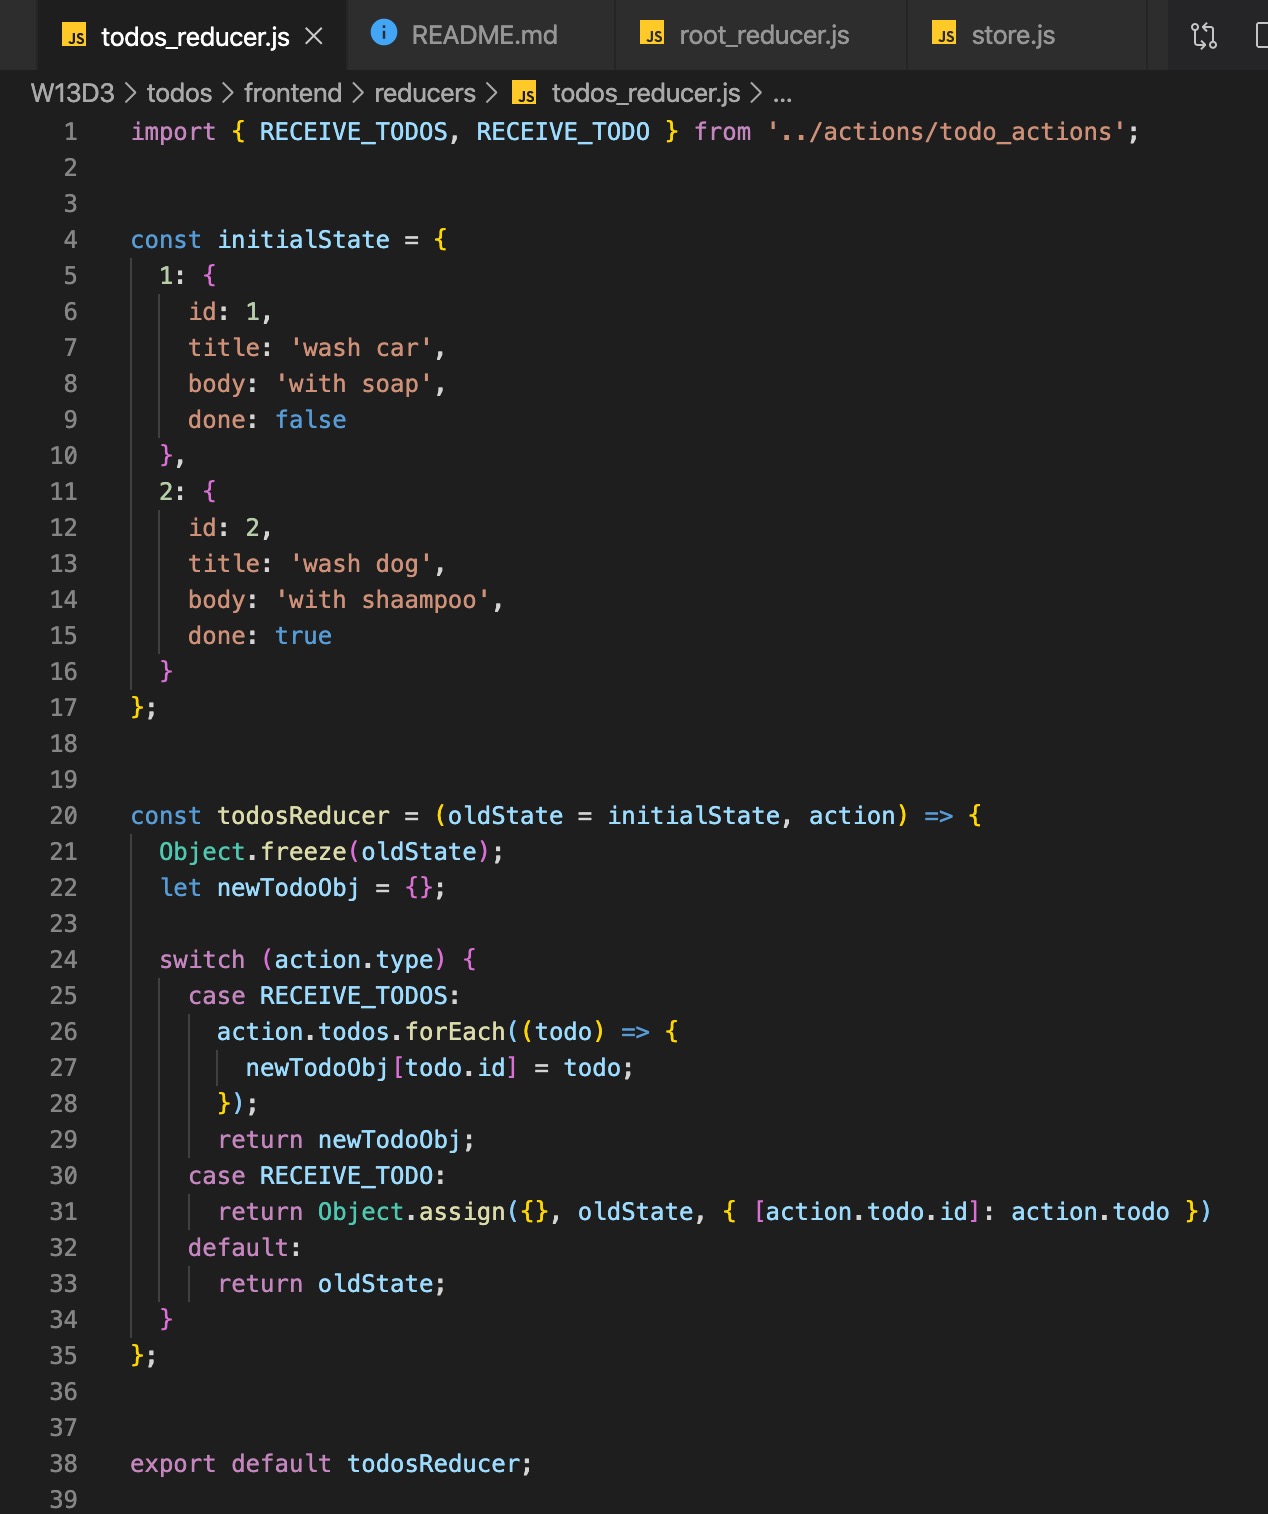 JS todos_reducer.js ×
README.md
JS root_reducer.js
JS store.js
W13D3 > todos > frontend > reducers > JS todos_reducer.js > ...
1 import { RECEIVE_TODOS, RECEIVE_TODO } from '../actions/todo_actions';
2
3
4 const initialState = {
5 1: {
6 id: 1,
7 title: 'wash car',
8 body: 'with soap',
9 done: false
10 },
11 2: {
12 id: 2,
13 title: 'wash dog',
14 body: 'with shaampoo',
15 done: true
16 }
17 };
18
19
20 const todosReducer = (oldState = initialState, action) => {
21 Object.freeze(oldState);
22 let newTodoObj = {};
23
24 switch (action.type) {
25 case RECEIVE_TODOS:
26 action.todos.forEach((todo) => {
27 newTodoObj[todo.id] = todo;
28 });
29 return newTodoObj;
30 case RECEIVE_TODO:
31 return Object.assign({}, oldState, { [action.todo.id]: action.todo })
32 default:
33 return oldState;
34 }
35 };
36
37
38 export default todosReducer;
39